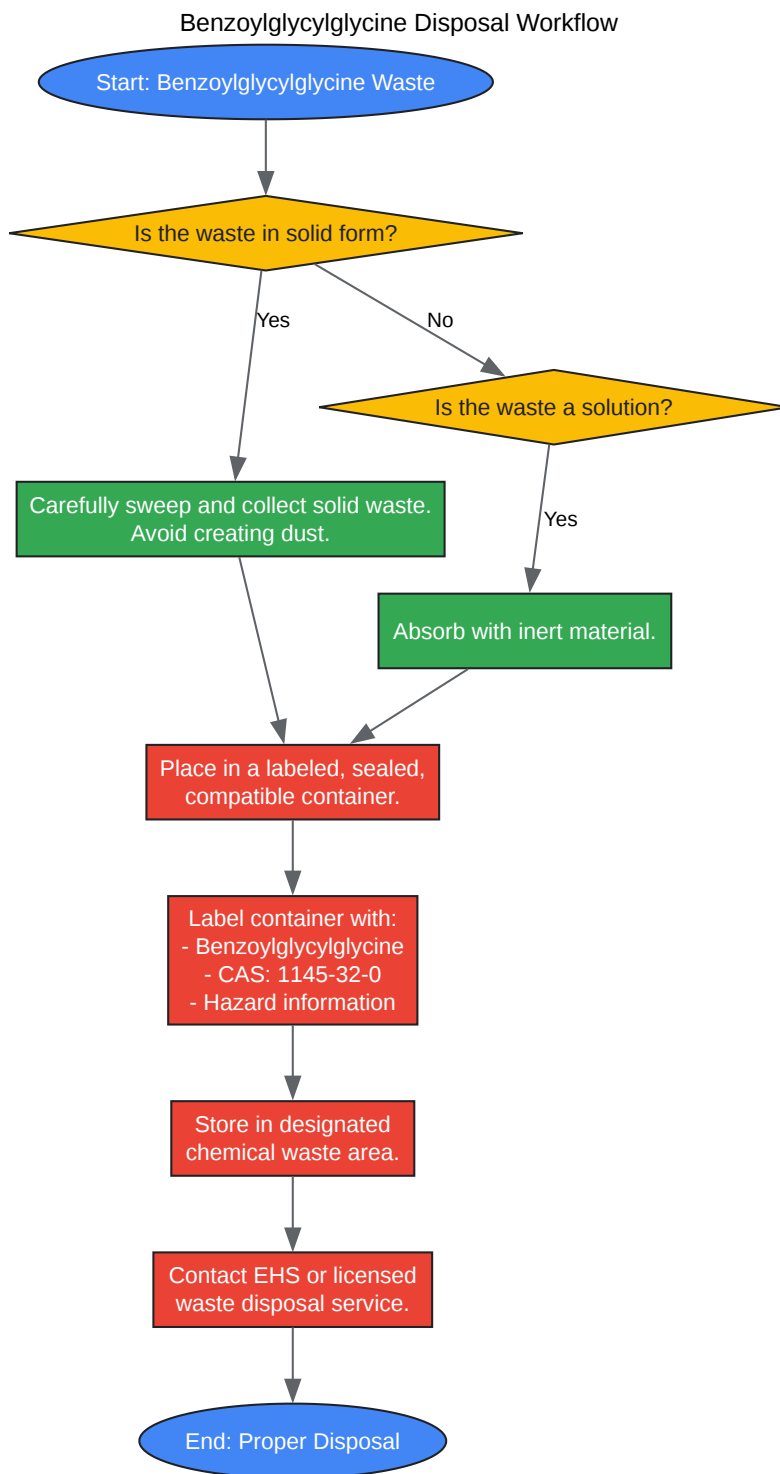 Benzoylglycylglycine Disposal Workflow
Start: Benzoylglycylglycine Waste
Is the waste in solid form?
Yes
No
Is the waste a solution?
Carefully sweep and collect solid waste.
Avoid creating dust.
Yes
Absorb with inert material.
Place in a labeled, sealed,
compatible container.
Label container with:
- Benzoylglycylglycine
- CAS: 1145-32-0
- Hazard information
Store in designated
chemical waste area.
Contact EHS or licensed
waste disposal service.
End: Proper Disposal